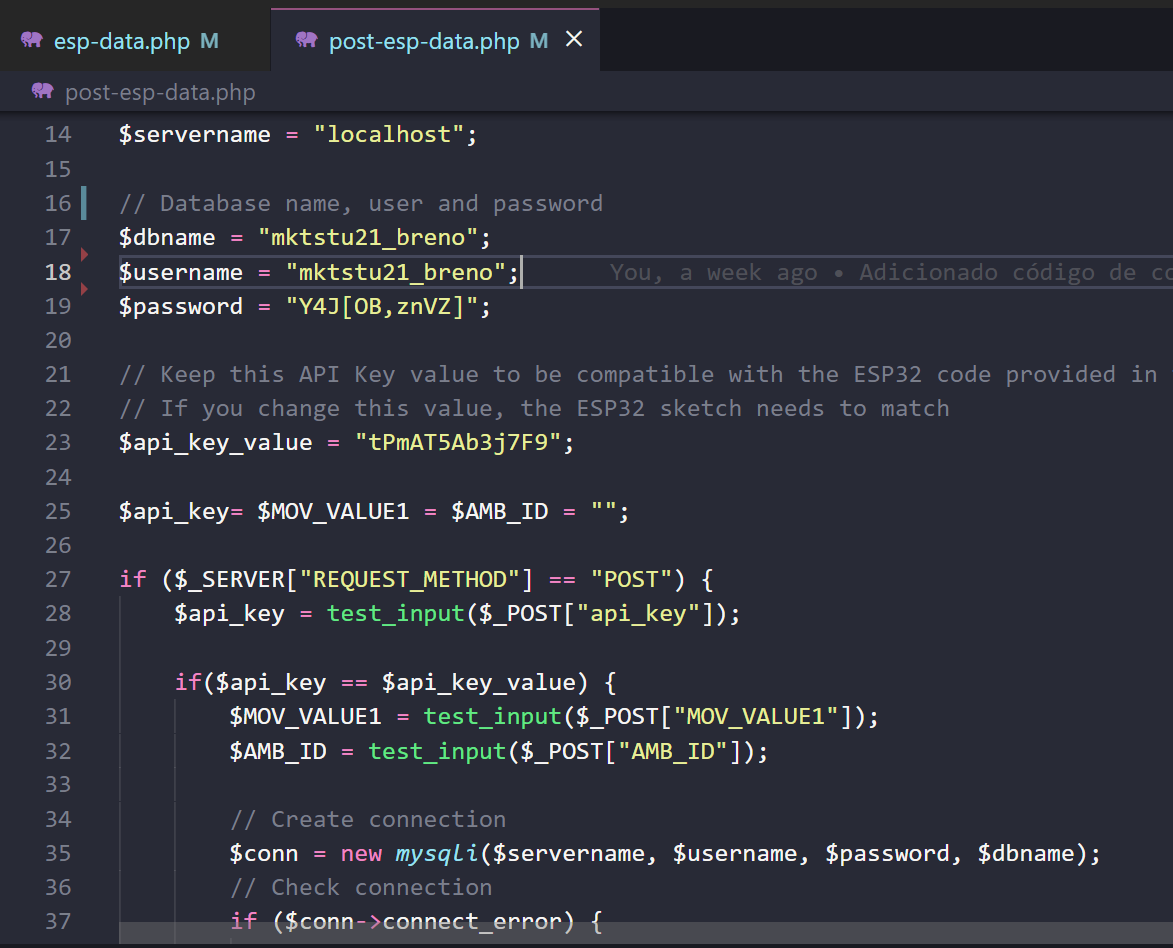 esp-data.php M
post-esp-data.php M
post-esp-data.php
14 $servername = "localhost";
15
16 // Database name, user and password
17 $dbname = "mktstu21_breno";
18 $username = "mktstu21_breno"; You, a week ago • Adicionado código de co
19 $password = "Y4J[OB,znVZ]";
20
21 // Keep this API Key value to be compatible with the ESP32 code provided in
22 // If you change this value, the ESP32 sketch needs to match
23 $api_key_value = "tPmAT5Ab3j7F9";
24
25 $api_key= $MOV_VALUE1 = $AMB_ID = "";
26
27 if ($_SERVER["REQUEST_METHOD"] == "POST") {
28 $api_key = test_input($_POST["api_key"]);
29
30 if($api_key == $api_key_value) {
31 $MOV_VALUE1 = test_input($_POST["MOV_VALUE1"]);
32 $AMB_ID = test_input($_POST["AMB_ID"]);
33
34 // Create connection
35 $conn = new mysqli($servername, $username, $password, $dbname);
36 // Check connection
37 if ($conn->connect_error) {